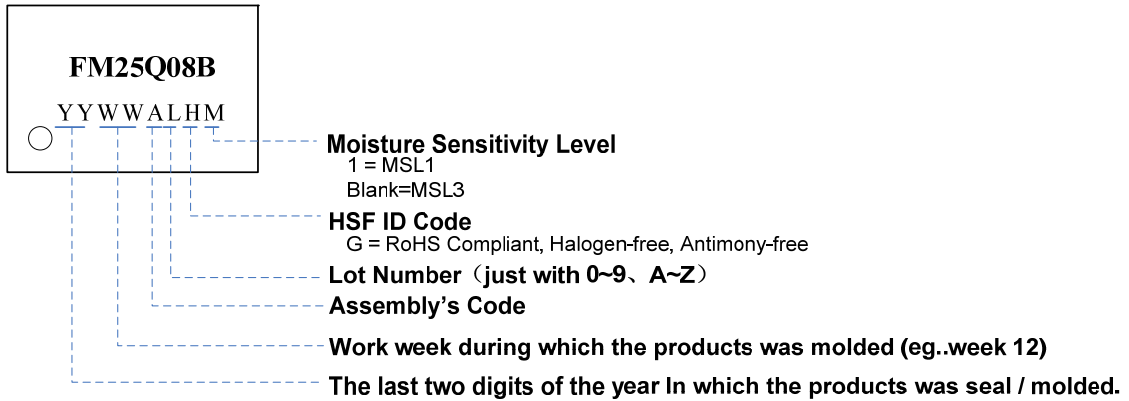 FM25Q08B
YYWWALHM
Moisture Sensitivity Level
1 = MSL1
Blank=MSL3
HSF ID Code
G = RoHS Compliant, Halogen-free, Antimony-free
Lot Number（just with 0~9、A~Z）
Assembly’s Code
Work week during which the products was molded (eg..week 12)
The last two digits of the year In which the products was seal / molded.